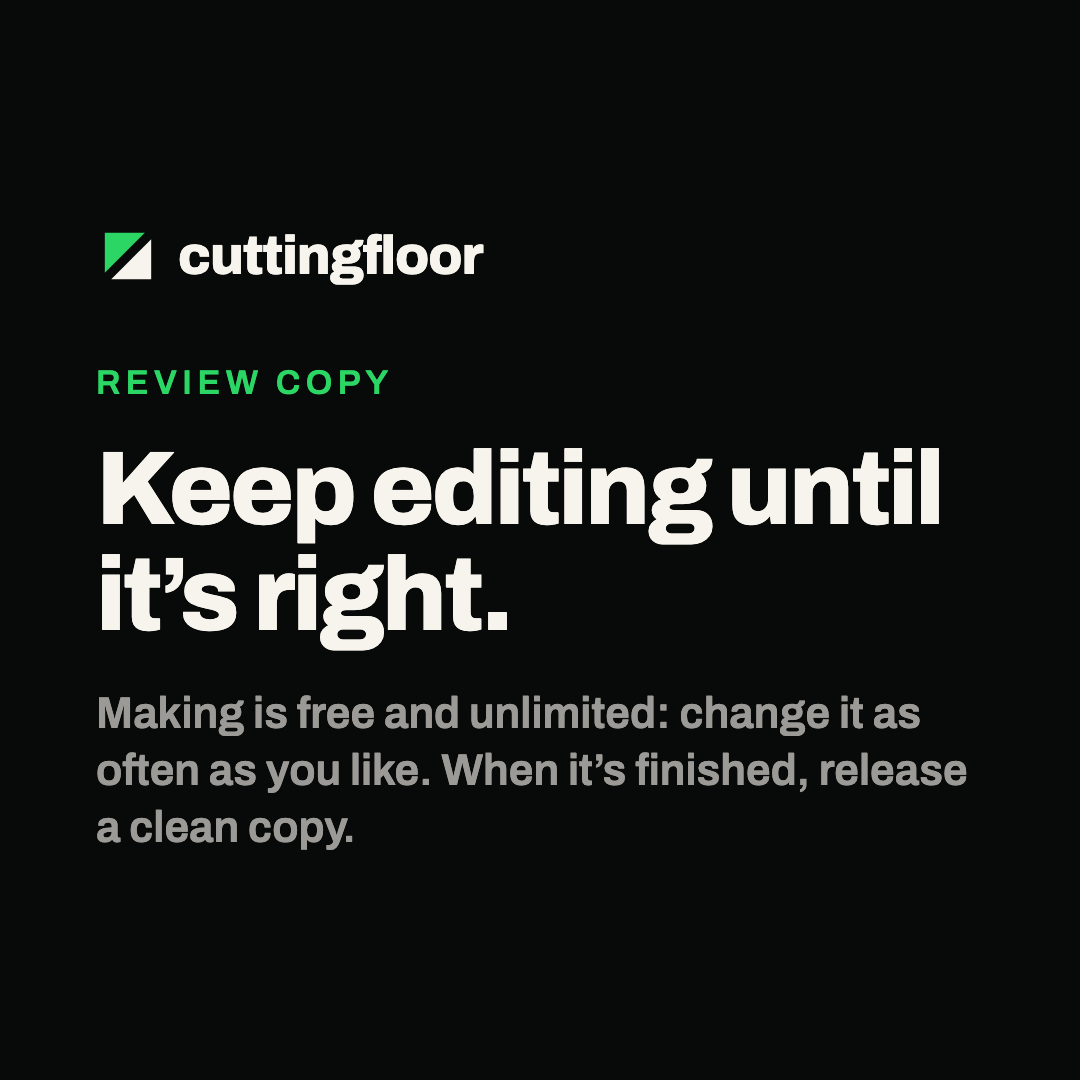 cuttingfloor
REVIEW COPY
Keep editing until
it’s right.
Making is free and unlimited: change it as
often as you like. When it’s finished, release
a clean copy.